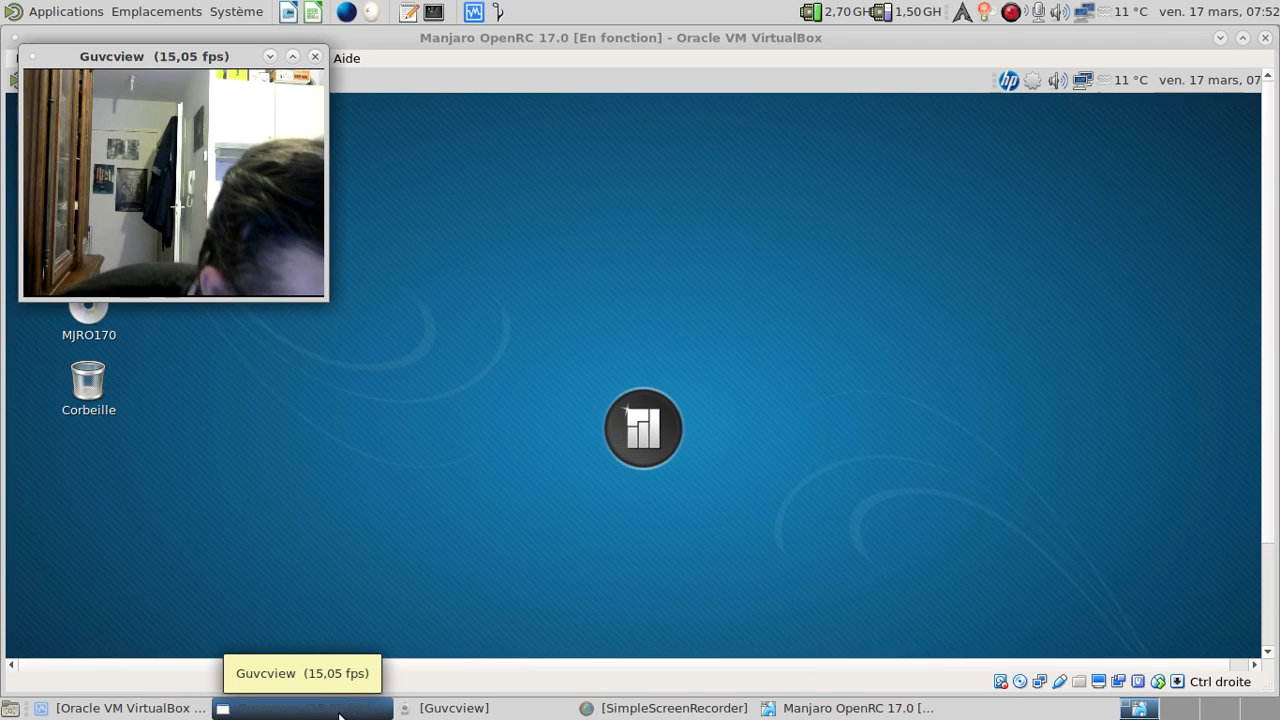 Applications Emplacements Système 2,70 GH 1,50 GH 11 °C ven. 17 mars, 07:52
Manjaro OpenRC 17.0 [En fonction] - Oracle VM VirtualBox
Guvcview (15,05 fps)
Aide
11 °C ven. 17 mars, 07
MJRO170
Corbeille
Guvcview (15,05 fps)
Ctrl droite
[Oracle VM VirtualBox ... [Guvcview] [SimpleScreenRecorder] Manjaro OpenRC 17.0 [...